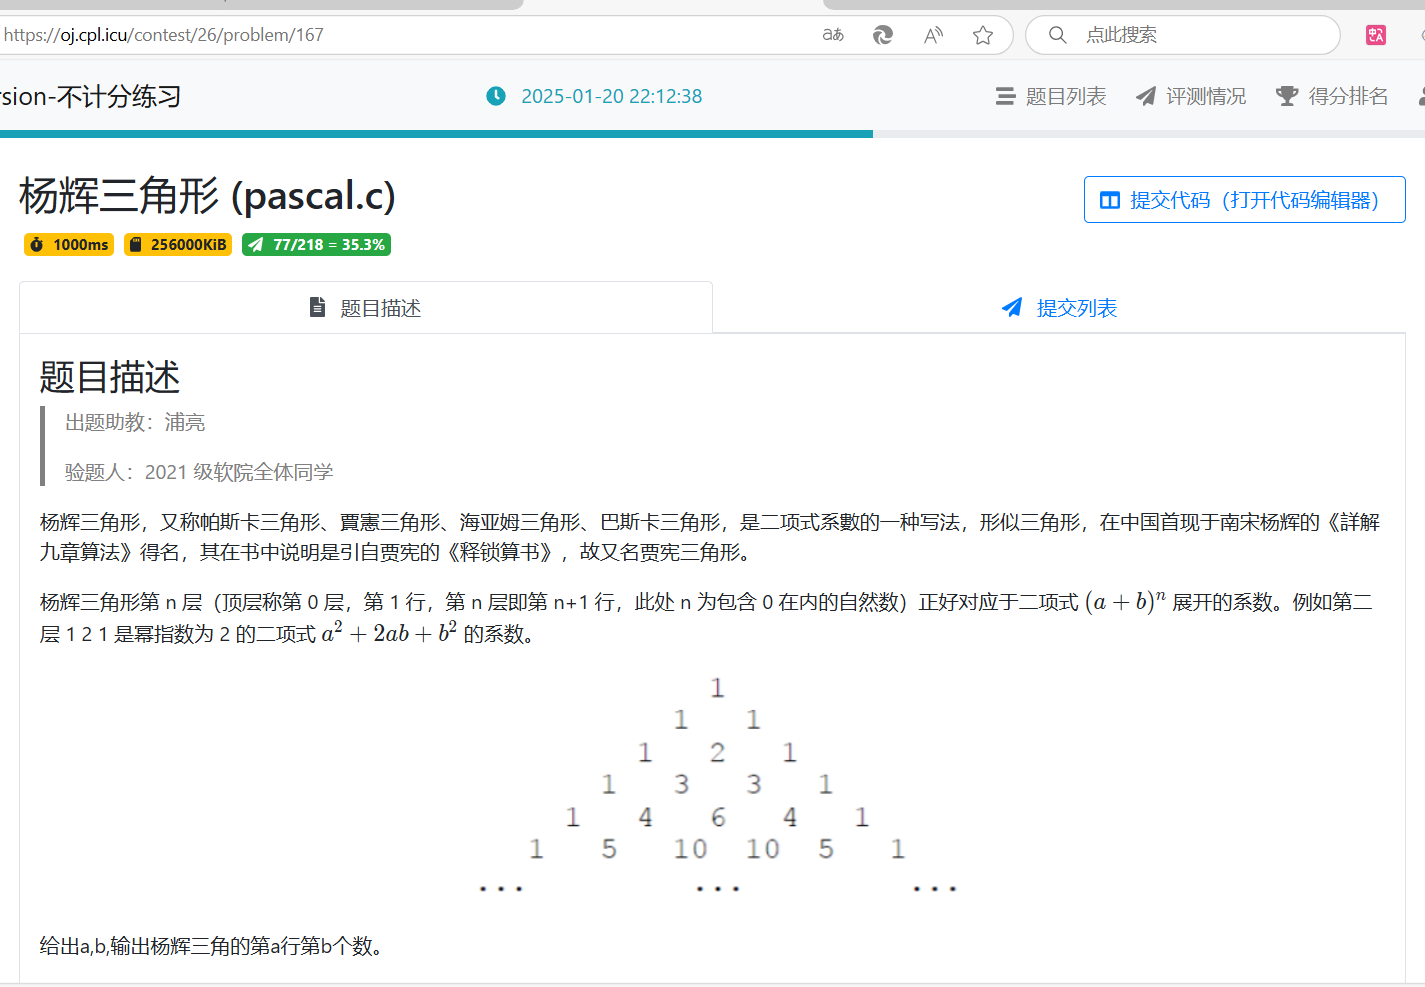 https://oj.cpl.icu/contest/26/problem/167
点此搜索
rsion-不计分练习
2025-01-20 22:12:38
题目列表
评测情况
得分排名
杨辉三角形 (pascal.c)
提交代码（打开代码编辑器）
1000ms
256000KiB
77/218 = 35.3%
题目描述
提交列表
题目描述
出题助教：浦亮
验题人：2021 级软院全体同学
杨辉三角形，又称帕斯卡三角形、賈憲三角形、海亚姆三角形、巴斯卡三角形，是二项式系數的一种写法，形似三角形，在中国首现于南宋杨辉的《詳解
九章算法》得名，其在书中说明是引自贾宪的《释锁算书》，故又名贾宪三角形。
杨辉三角形第 n 层（顶层称第 0 层，第 1 行，第 n 层即第 n+1 行，此处 n 为包含 0 在内的自然数）正好对应于二项式 (a + b)ⁿ 展开的系数。例如第二
层 1 2 1 是幂指数为 2 的二项式 a² + 2ab + b² 的系数。
1
1 1
1 2 1
1 3 3 1
1 4 6 4 1
1 5 10 10 5 1
... ... ...
给出a,b,输出杨辉三角的第a行第b个数。